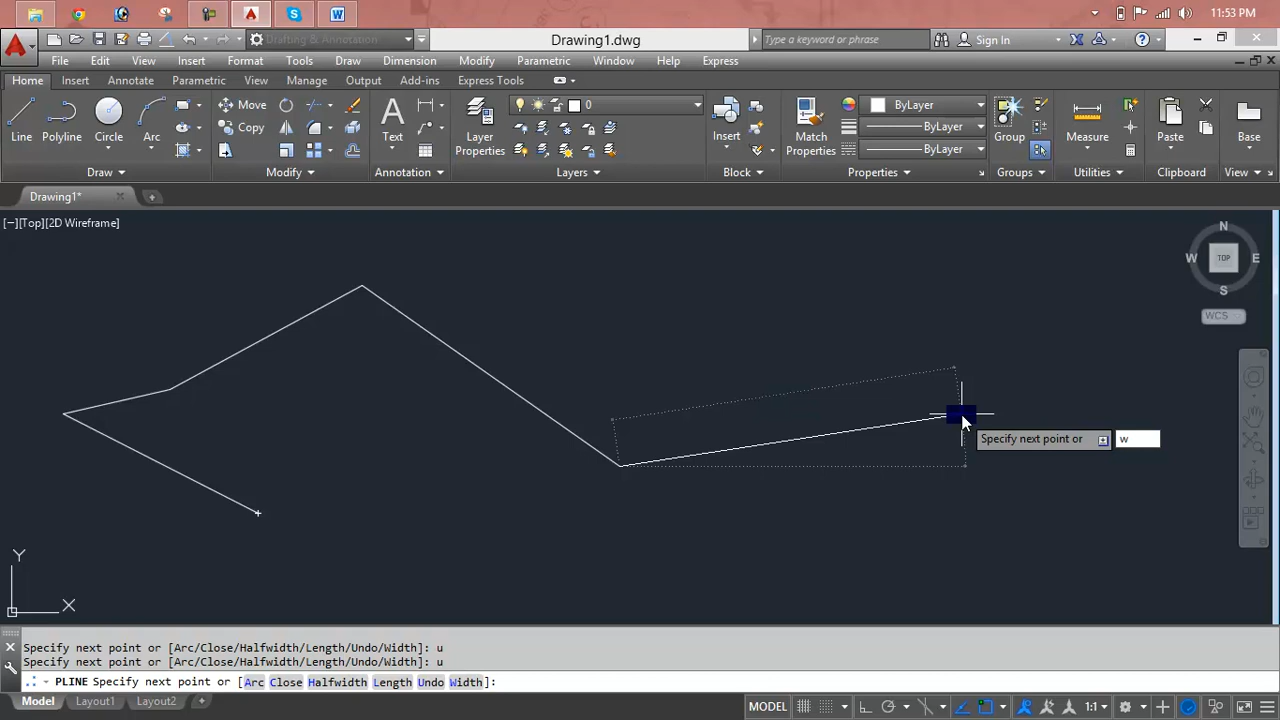 11:53 PM
Drafting & Annotation
Drawing1.dwg
Type a keyword or phrase
Sign In
File Edit View Insert Format Tools Draw Dimension Modify Parametric Window Help Express
Home Insert Annotate Parametric View Manage Output Add-ins Express Tools
Line Polyline Circle Arc
Move
Copy
Text
Layer Properties
0
Insert
Match Properties
ByLayer
ByLayer
ByLayer
Group
Measure
Paste
Base
Draw Modify Annotation Layers Block Properties Groups Utilities Clipboard View
Drawing1*
[−][Top][2D Wireframe]
N
W TOP E
S
WCS
Specify next point or w
Y
X
Specify next point or [Arc/Close/Halfwidth/Length/Undo/Width]: u
Specify next point or [Arc/Close/Halfwidth/Length/Undo/Width]: u
PLINE Specify next point or [Arc Close Halfwidth Length Undo Width]:
Model Layout1 Layout2
MODEL 1:1